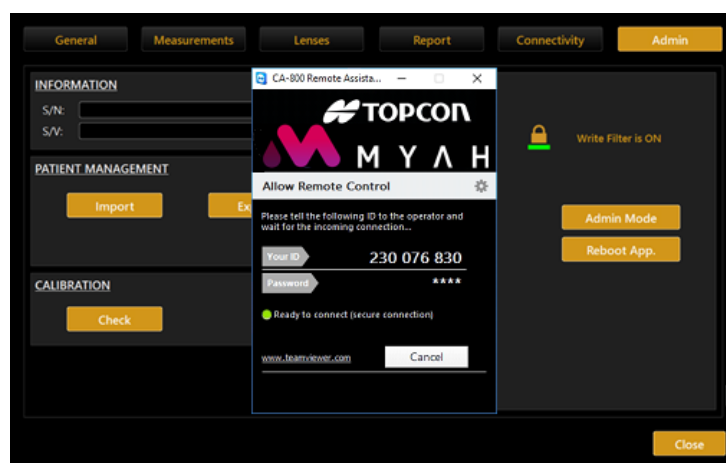 General Measurements Lenses Report Connectivity Admin
INFORMATION
S/N:
S/V:
PATIENT MANAGEMENT
Import
CALIBRATION
Check
CA-800 Remote Assista...
TOPCON
MYAH
Allow Remote Control
Please tell the following ID to the operator and
wait for the incoming connection...
Your ID 230 076 830
Password ****
Ready to connect (secure connection)
www.teamviewer.com Cancel
Write Filter is ON
Admin Mode
Reboot App.
Close